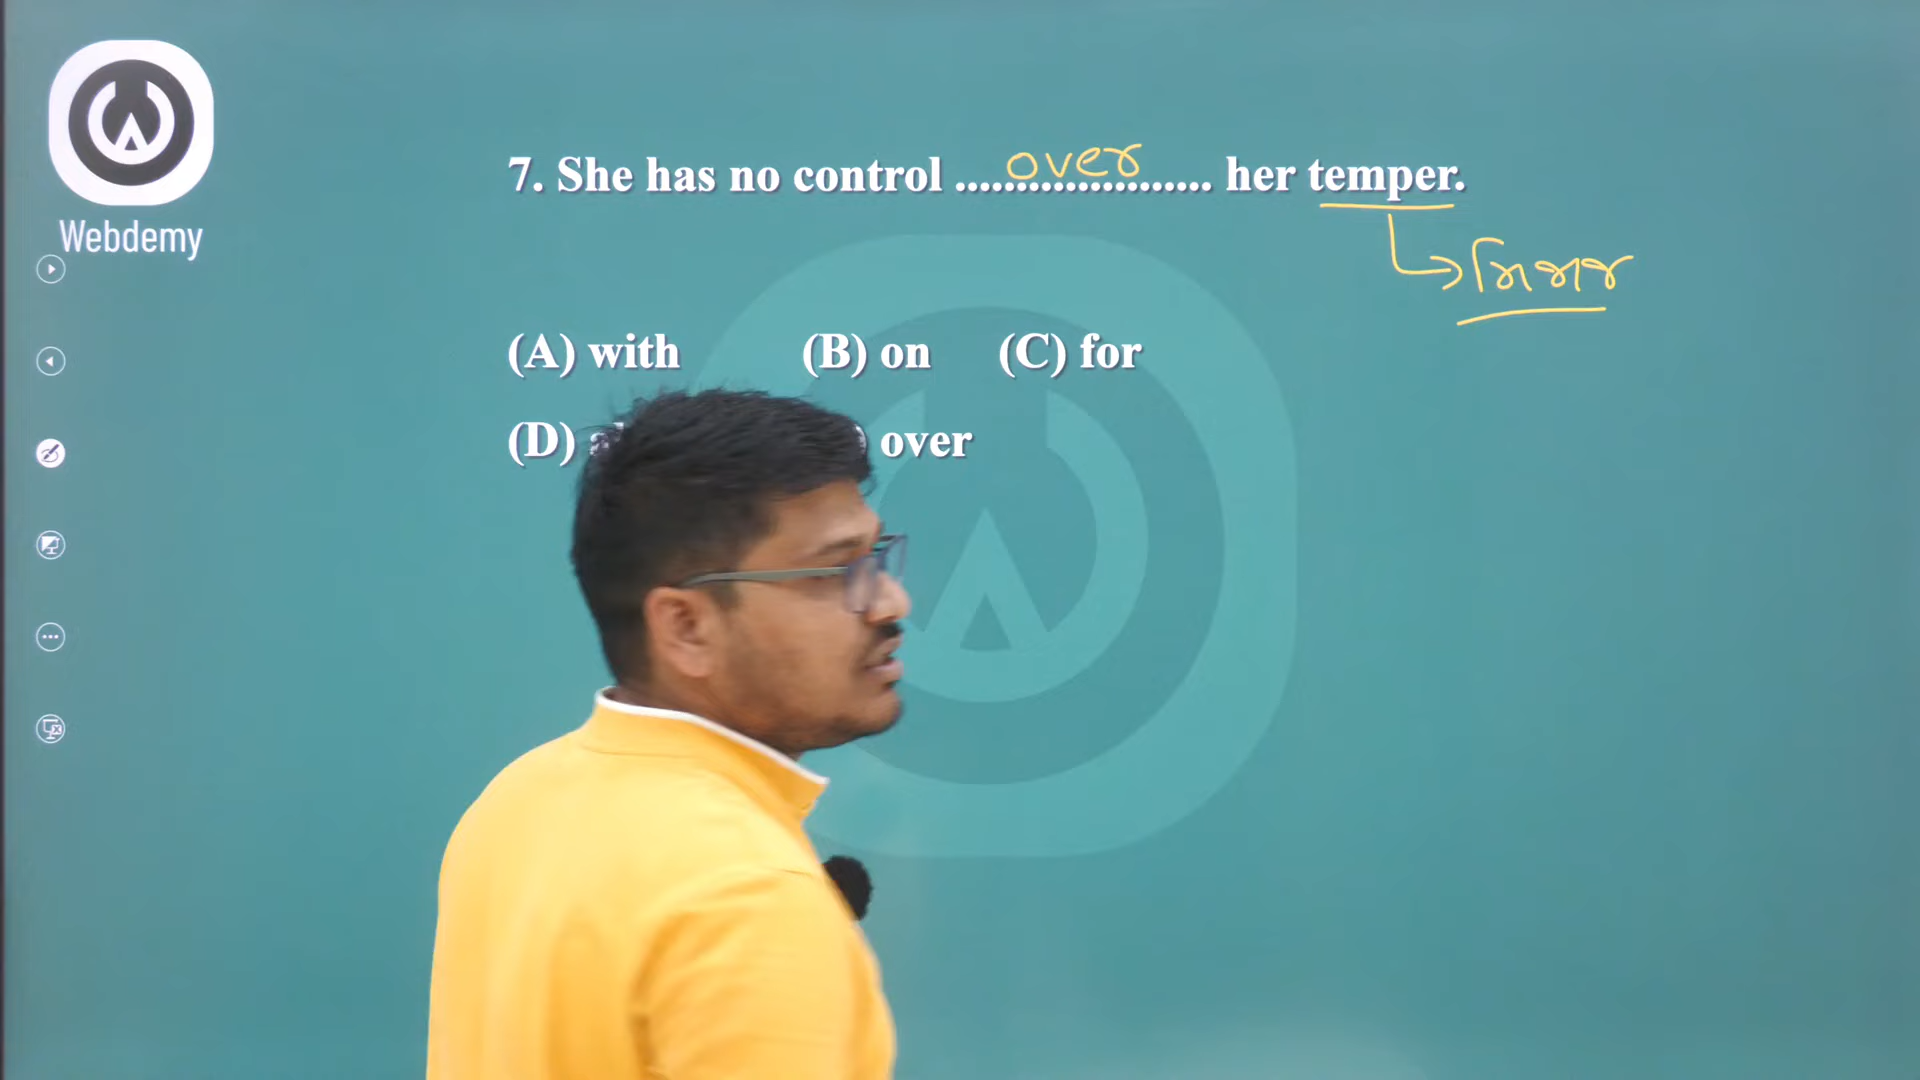 Webdemy
7. She has no control .................... her temper.
over
મિજાજ
(A) with (B) on (C) for
(D) over